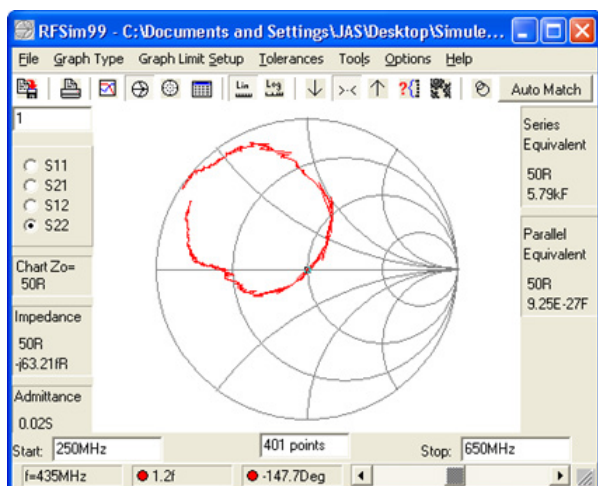 RFSim99 - C:\Documents and Settings\JAS\Desktop\Simule...
File Graph Type Graph Limit Setup Tolerances Tools Options Help
Lin Log Auto Match
1
S11
S21
S12
S22
Chart Zo=
50R
Impedance
50R
-j63.21fR
Admittance
0.02S
Series
Equivalent
50R
5.79kF
Parallel
Equivalent
50R
9.25E-27F
Start: 250MHz 401 points Stop: 650MHz
f=435MHz 1.2f -147.7Deg